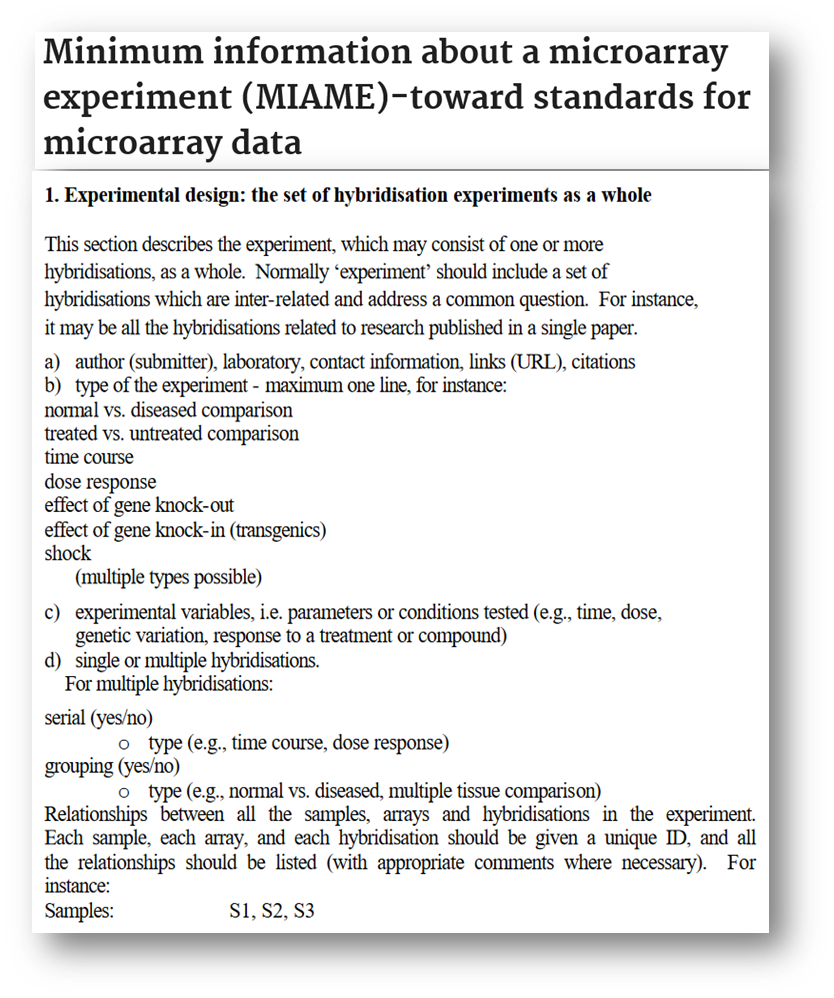 Minimum information about a microarray
experiment (MIAME)-toward standards for
microarray data
1. Experimental design: the set of hybridisation experiments as a whole
This section describes the experiment, which may consist of one or more
hybridisations, as a whole.  Normally ‘experiment’ should include a set of
hybridisations which are inter-related and address a common question.  For instance,
it may be all the hybridisations related to research published in a single paper.
a) author (submitter), laboratory, contact information, links (URL), citations
b) type of the experiment - maximum one line, for instance:
normal vs. diseased comparison
treated vs. untreated comparison
time course
dose response
effect of gene knock-out
effect of gene knock-in (transgenics)
shock
(multiple types possible)
c) experimental variables, i.e. parameters or conditions tested (e.g., time, dose,
genetic variation, response to a treatment or compound)
d) single or multiple hybridisations.
For multiple hybridisations:
serial (yes/no)
o type (e.g., time course, dose response)
grouping (yes/no)
o type (e.g., normal vs. diseased, multiple tissue comparison)
Relationships between all the samples, arrays and hybridisations in the experiment.
Each sample, each array, and each hybridisation should be given a unique ID, and all
the relationships should be listed (with appropriate comments where necessary).  For
instance:
Samples: S1, S2, S3